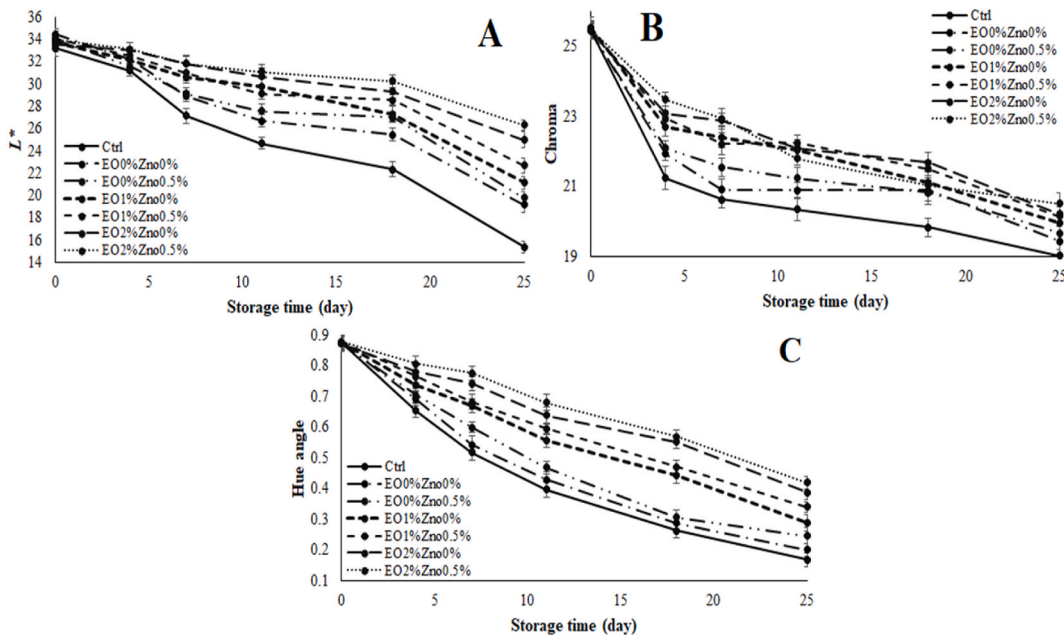 A
36
34
32
30
28
26
24
22
20
18
16
14
L*
Ctrl
EO0%Zno0%
EO0%Zno0.5%
EO1%Zno0%
EO1%Zno0.5%
EO2%Zno0%
EO2%Zno0.5%
0 5 10 15 20 25
Storage time (day)
B
25
23
21
19
Chroma
Ctrl
EO0%Zno0%
EO0%Zno0.5%
EO1%Zno0%
EO1%Zno0.5%
EO2%Zno0%
EO2%Zno0.5%
0 5 10 15 20 25
Storage time (day)
C
0.9
0.8
0.7
0.6
0.5
0.4
0.3
0.2
0.1
Hue angle
Ctrl
EO0%Zno0%
EO0%Zno0.5%
EO1%Zno0%
EO1%Zno0.5%
EO2%Zno0%
EO2%Zno0.5%
0 5 10 15 20 25
Storage time (day)